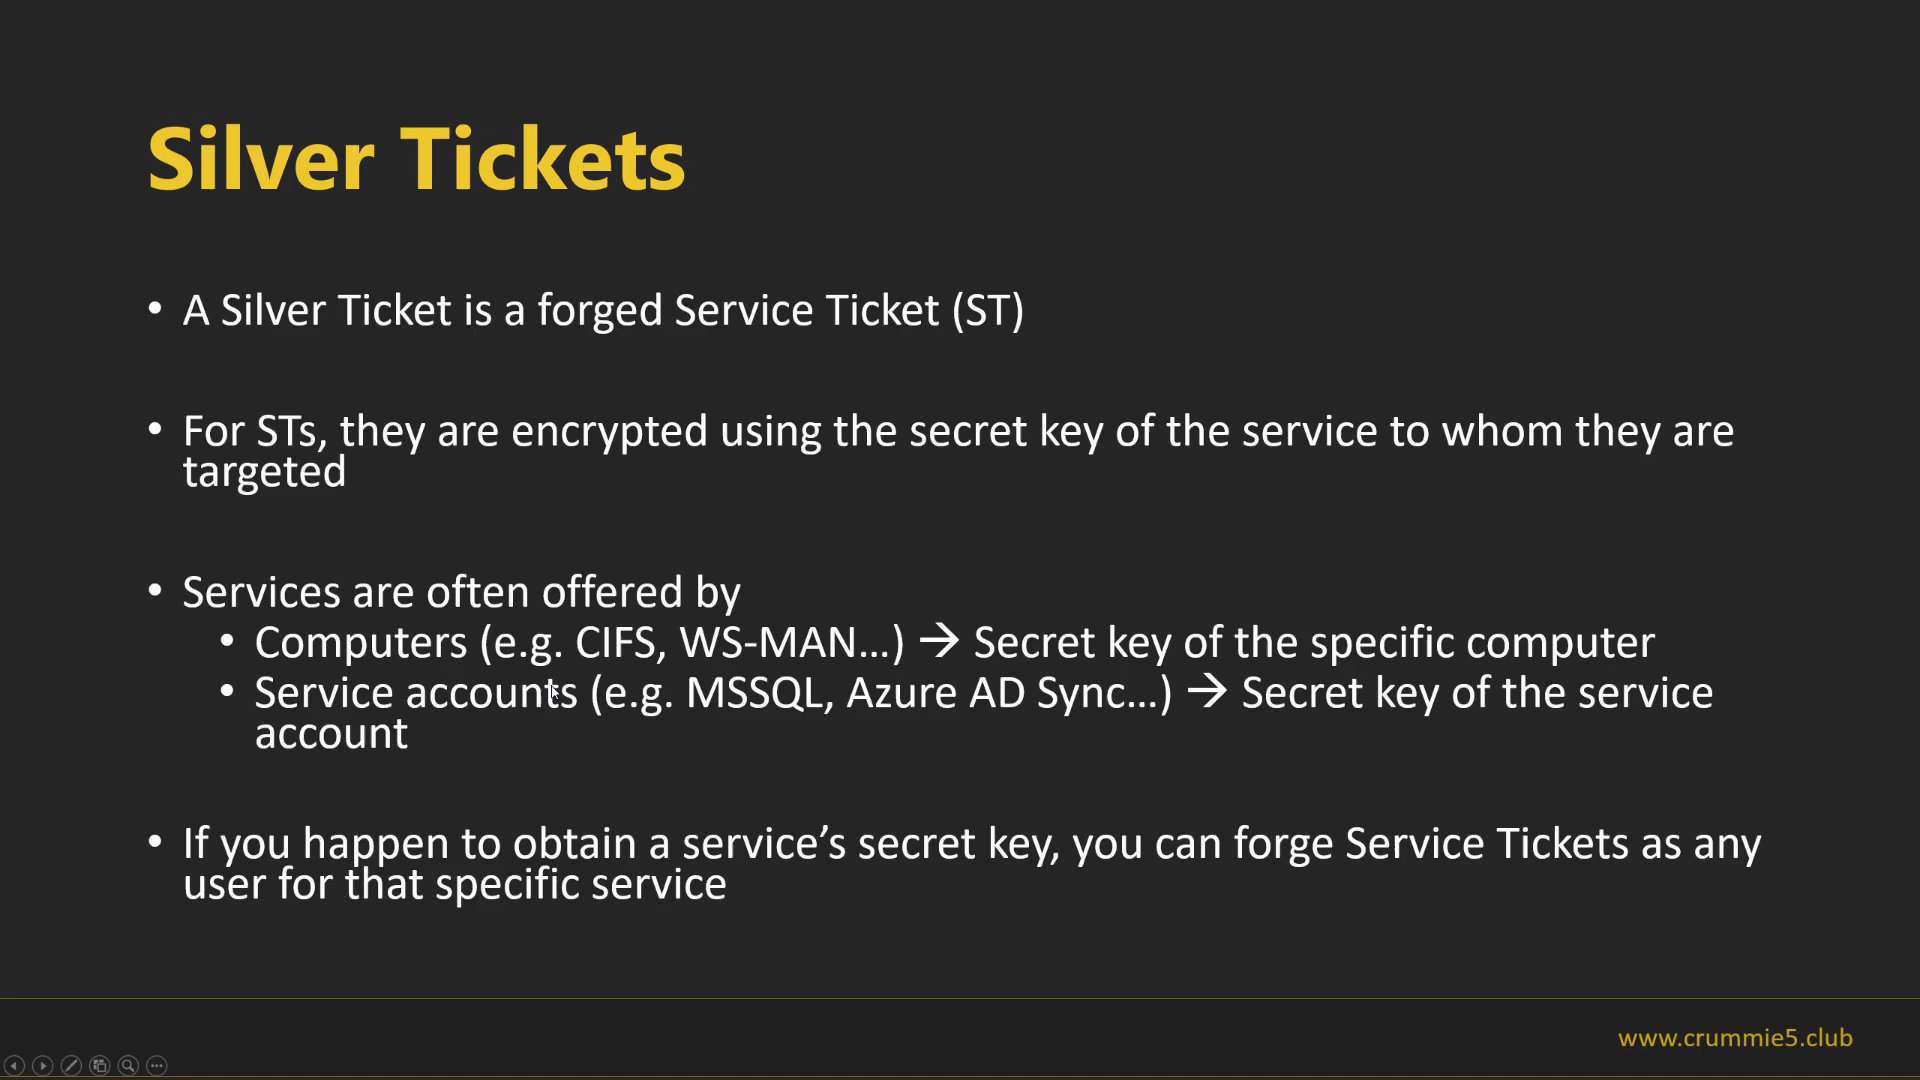 Silver Tickets
• A Silver Ticket is a forged Service Ticket (ST)
• For STs, they are encrypted using the secret key of the service to whom they are
targeted
• Services are often offered by
• Computers (e.g. CIFS, WS-MAN…) → Secret key of the specific computer
• Service accounts (e.g. MSSQL, Azure AD Sync…) → Secret key of the service
account
• If you happen to obtain a service’s secret key, you can forge Service Tickets as any
user for that specific service
www.crummie5.club